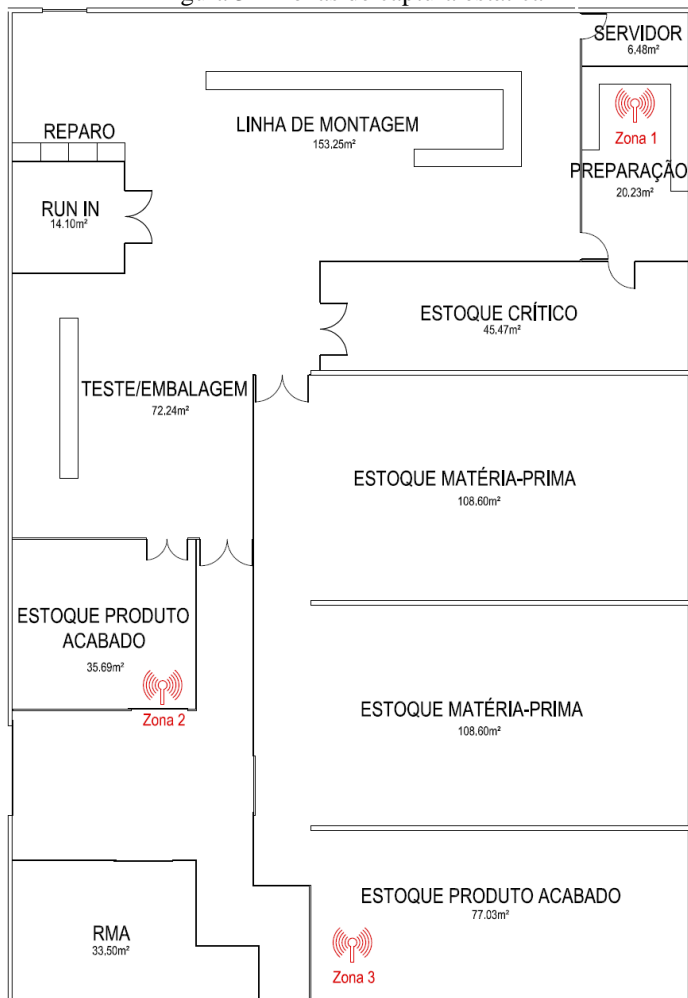 SERVIDOR
6.48m²
Zona 1
LINHA DE MONTAGEM
153.25m²
REPARO
PREPARAÇÃO
20.23m²
RUN IN
14.10m²
ESTOQUE CRÍTICO
45.47m²
TESTE/EMBALAGEM
72.24m²
ESTOQUE MATÉRIA-PRIMA
108.60m²
ESTOQUE PRODUTO
ACABADO
35.69m²
Zona 2
ESTOQUE MATÉRIA-PRIMA
108.60m²
ESTOQUE PRODUTO ACABADO
77.03m²
RMA
33.50m²
Zona 3